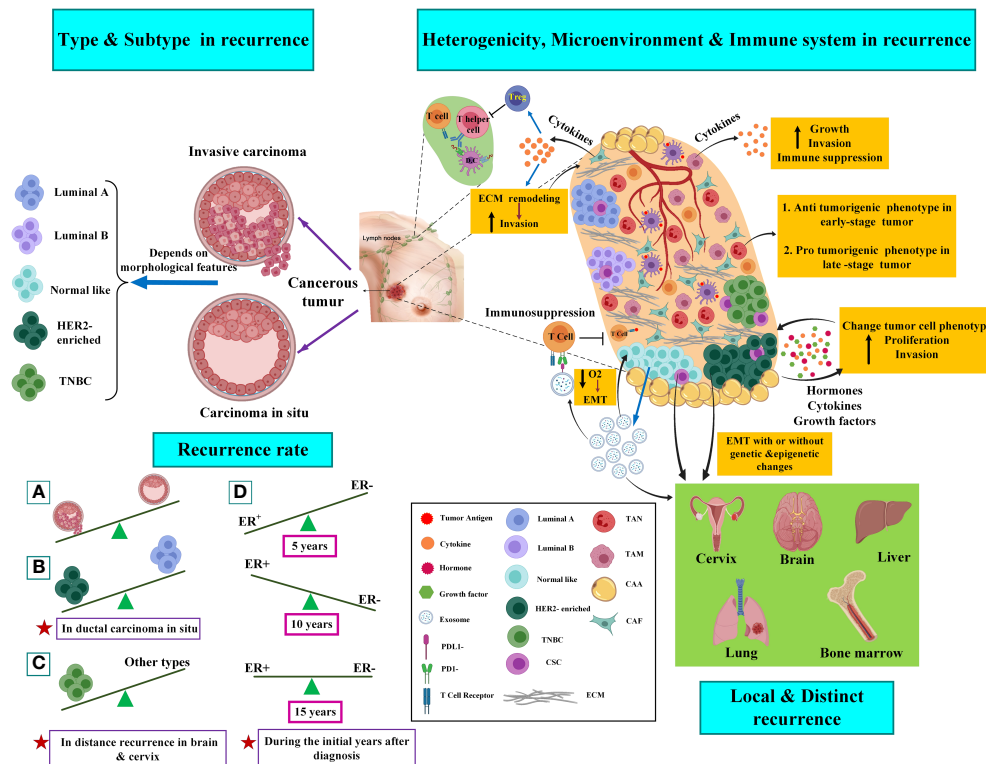 Type & Subtype in recurrence
Heterogenicity, Microenvironment & Immune system in recurrence
Invasive carcinoma
Luminal A
Luminal B
Normal like
HER2-
enriched
TNBC
Depends on
morphological features
Cancerous
tumur
Carcinoma in situ
Lymph nodes
T cell
T helper
cell
Treg
Cytokines
ECM remodeling
Invasion
Cytokines
Growth
Invasion
Immune suppression
1. Anti tumorigenic phenotype in
early-stage tumor
2. Pro tumorigenic phenotype in
late -stage tumor
Immunosuppression
T Cell
T Cell
O2
EMT
Change tumor cell phenotyp
Proliferation
Invasion
Hormones
Cytokines
Growth factors
EMT with or without
genetic &epigenetic
changes
Recurrence rate
A
B
In ductal carcinoma in situ
C
Other types
In distance recurrence in brain
& cervix
D
ER+
ER-
5 years
ER+
ER-
10 years
ER+
ER-
15 years
During the initial years after
diagnosis
Tumor Antigen
Cytokine
Hormone
Growth factor
Exosome
PDL1-
PD1-
T Cell Receptor
Luminal A
Luminal B
Normal like
HER2- enriched
TNBC
CSC
ECM
TAN
TAM
CAA
CAF
Cervix
Brain
Liver
Lung
Bone marrow
Local & Distinct
recurrence